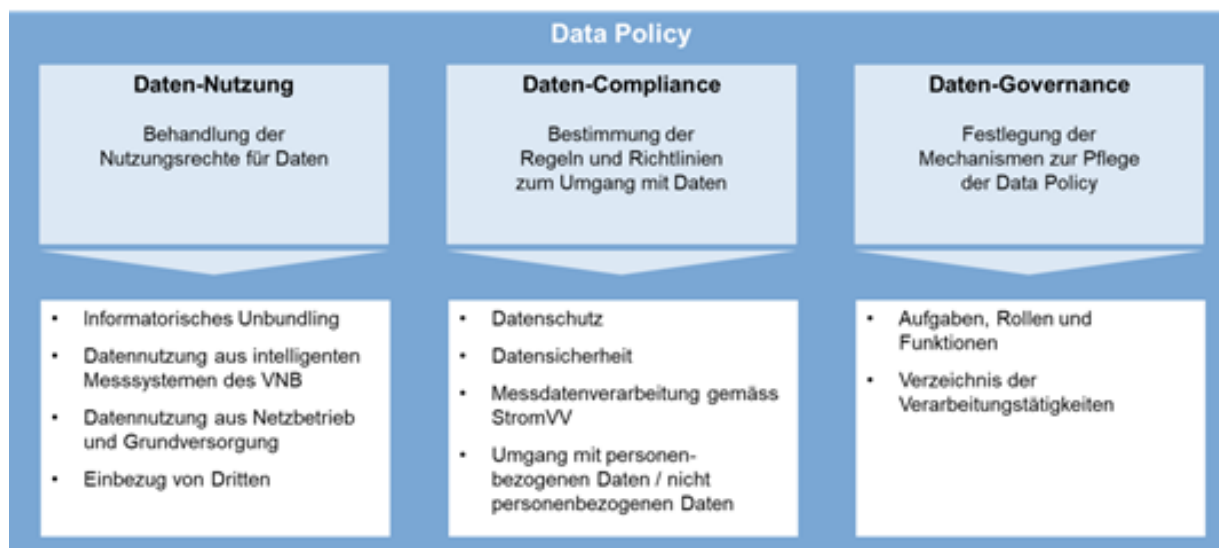 Data Policy
Daten-Nutzung
Behandlung der
Nutzungsrechte für Daten
• Informatorisches Unbundling
• Datennutzung aus intelligenten
Messsystemen des VNB
• Datennutzung aus Netzbetrieb
und Grundversorgung
• Einbezug von Dritten
Daten-Compliance
Bestimmung der
Regeln und Richtlinien
zum Umgang mit Daten
• Datenschutz
• Datensicherheit
• Messdatenverarbeitung gemäss
StromVV
• Umgang mit personen-
bezogenen Daten / nicht
personenbezogenen Daten
Daten-Governance
Festlegung der
Mechanismen zur Pflege
der Data Policy
• Aufgaben, Rollen und
Funktionen
• Verzeichnis der
Verarbeitungstätigkeiten